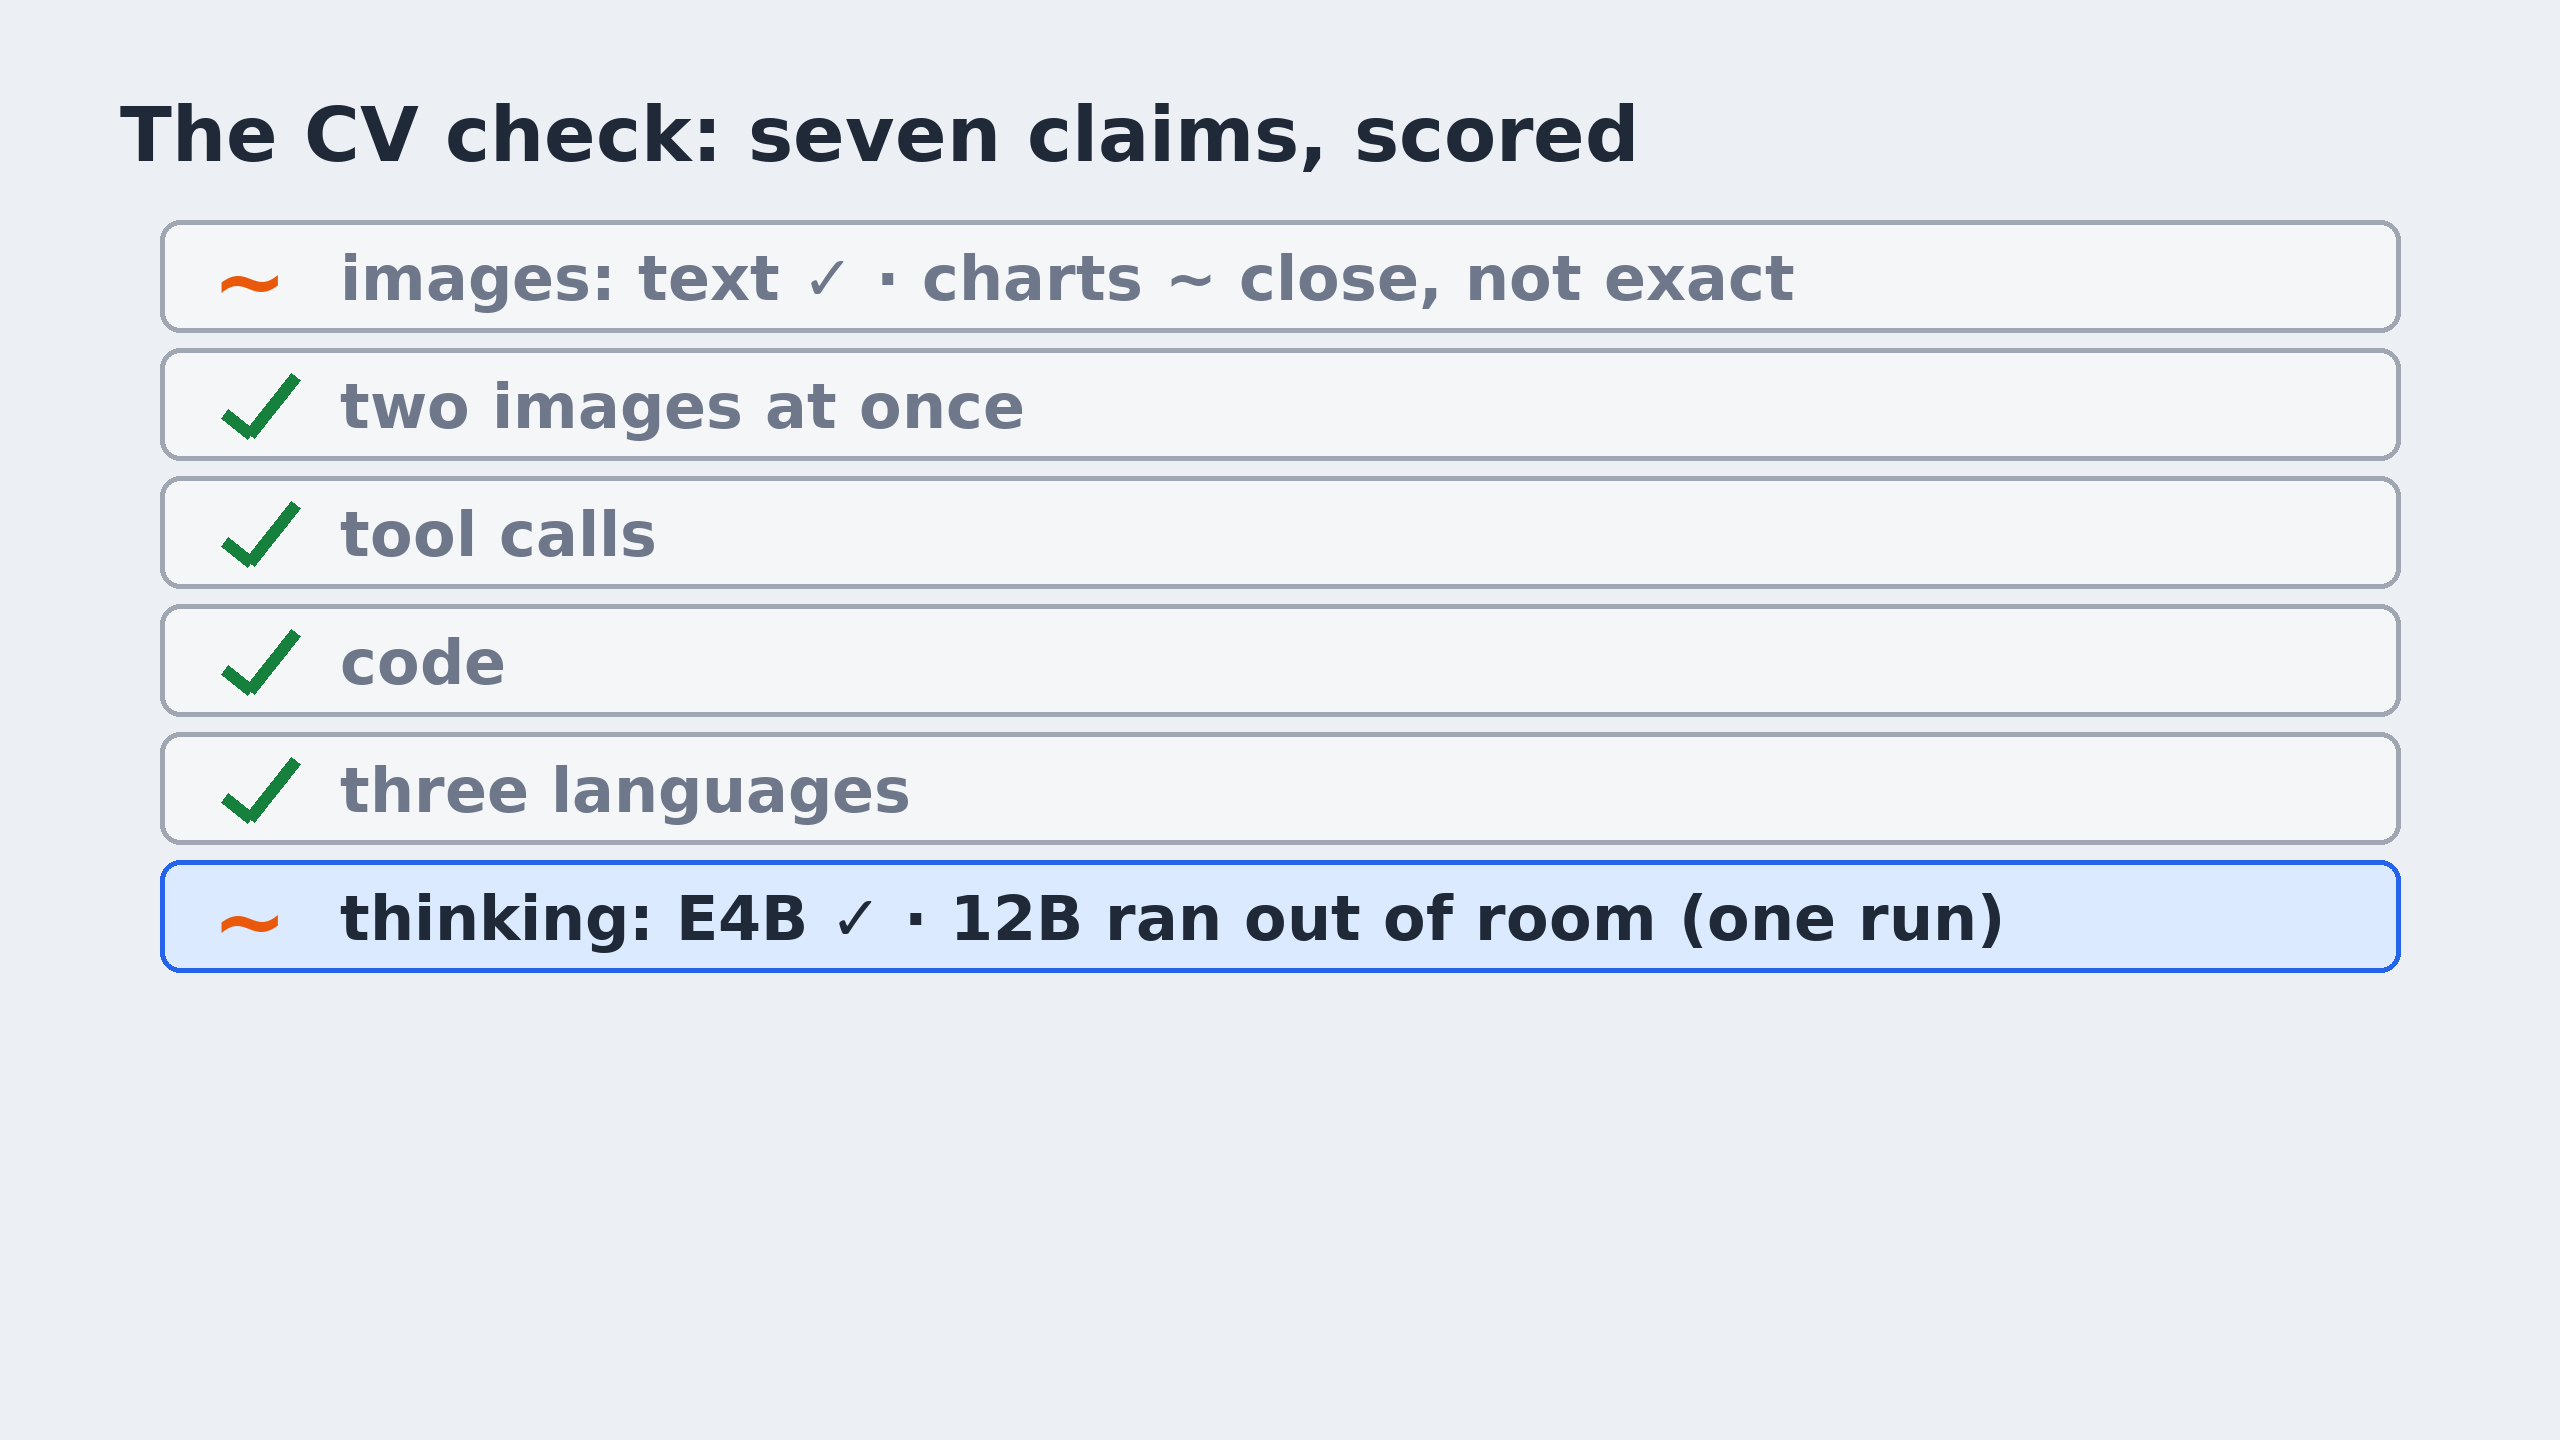 The CV check: seven claims, scored
~ images: text ✓ · charts ~ close, not exact
✓ two images at once
✓ tool calls
✓ code
✓ three languages
~ thinking: E4B ✓ · 12B ran out of room (one run)